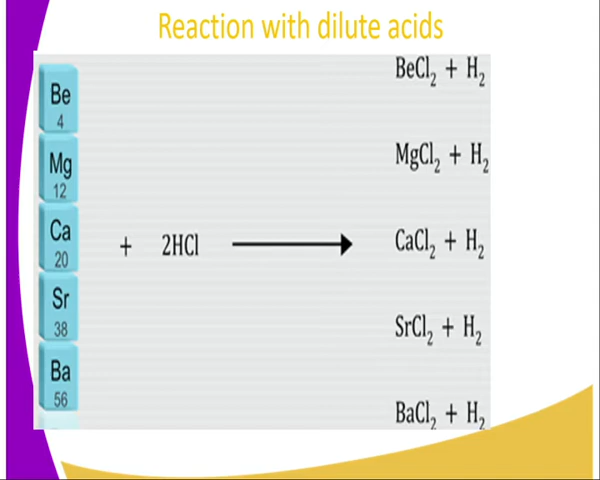 Reaction with dilute acids
BeCl₂ + H₂
Be
4
MgCl₂ + H₂
Mg
12
Ca
20
+ 2HCl
CaCl₂ + H₂
Sr
38
SrCl₂ + H₂
Ba
56
BaCl₂ + H₂